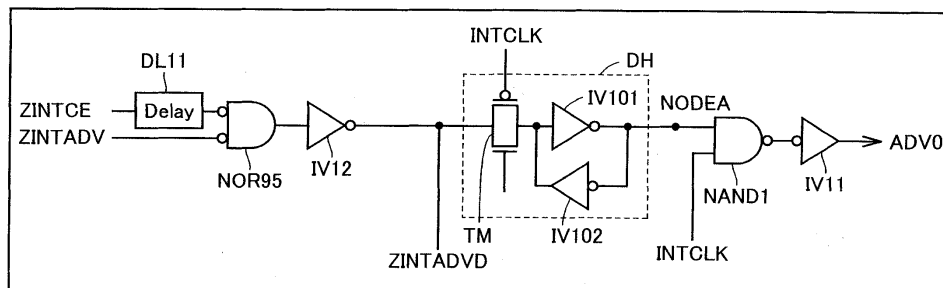 INTCLK
DL11
DH
IV101
NODEA
ZINTCE
Delay
ZINTADV
ADV0
NOR95
IV12
NAND1
IV11
TM
IV102
ZINTADVD
INTCLK